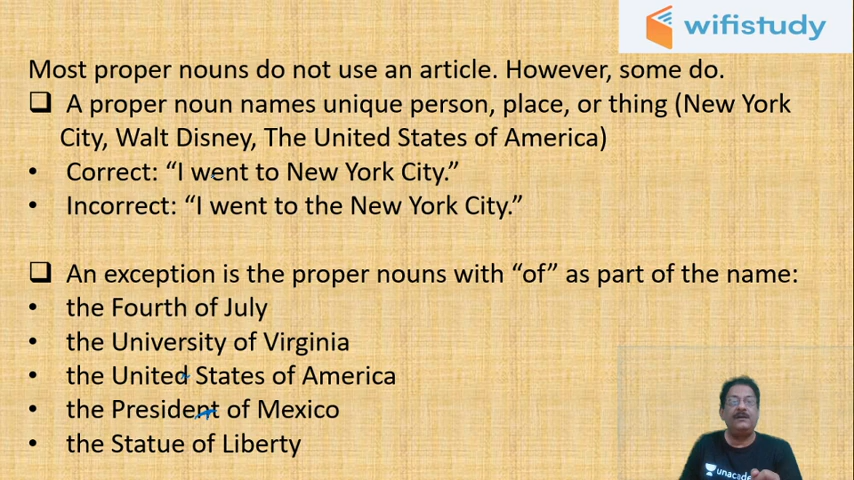 wifistudy
Most proper nouns do not use an article. However, some do.
❑ A proper noun names unique person, place, or thing (New York
City, Walt Disney, The United States of America)
• Correct: “I went to New York City.”
• Incorrect: “I went to the New York City.”
❑ An exception is the proper nouns with “of” as part of the name:
• the Fourth of July
• the University of Virginia
• the United States of America
• the President of Mexico
• the Statue of Liberty
unacade